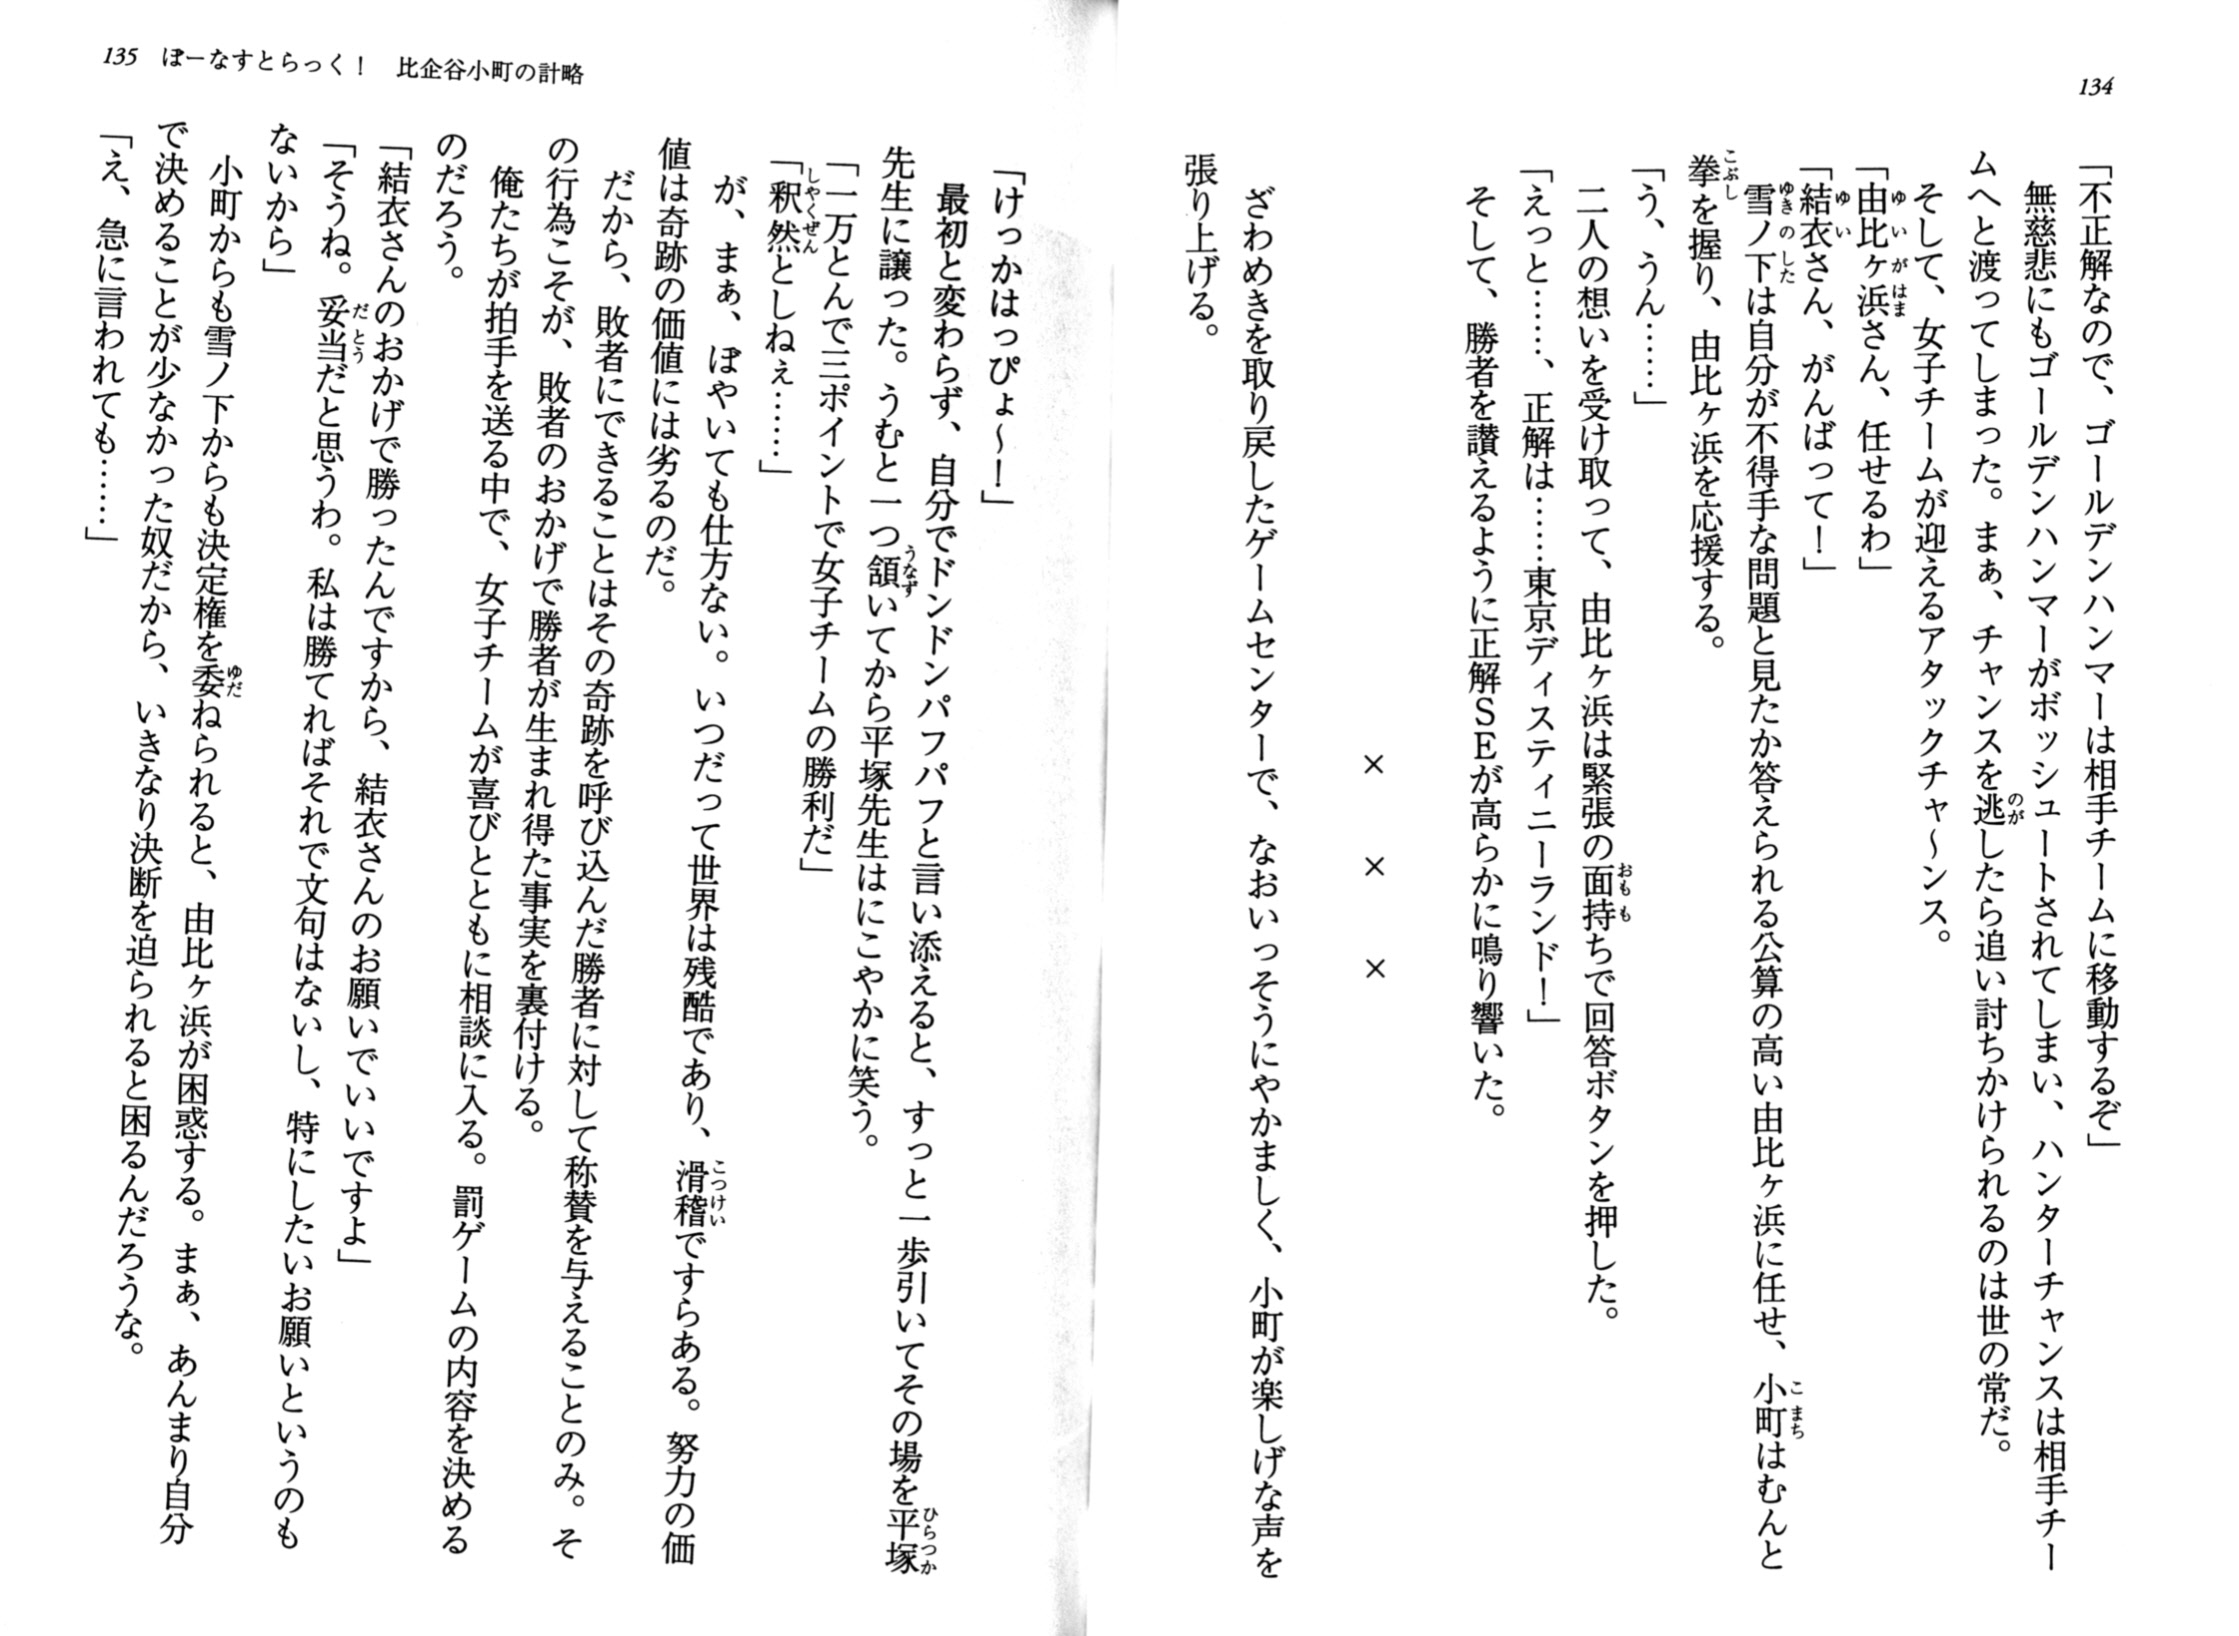 134
「不正解なので、ゴールデンハンマーは相手チームに移動するぞ」
無慈悲にもゴールデンハンマーがボッシュートされてしまい、ハンターチャンスは相手チー
ムへと渡ってしまった。まぁ、チャンスを逃したら追い討ちかけられるのは世の常だ。
そして、女子チームが迎えるアタックチャ〜ンス。
「由比ヶ浜さん、任せるわ」
「結衣さん、がんばって！」
雪ノ下は自分が不得手な問題と見たか答えられる公算の高い由比ヶ浜に任せ、小町はむんと
拳を握り、由比ヶ浜を応援する。
「う、うん……」
二人の想いを受け取って、由比ヶ浜は緊張の面持ちで回答ボタンを押した。
「えっと……、正解は……東京ディスティニーランド！」
そして、勝者を讃えるように正解ＳＥが高らかに鳴り響いた。
× × ×
ざわめきを取り戻したゲームセンターで、なおいっそうにやかましく、小町が楽しげな声を
張り上げる。
135 ぼーなすとらっく！ 比企谷小町の計略
「けっかはっぴょ〜！」
最初と変わらず、自分でドンドンパフパフと言い添えると、すっと一歩引いてその場を平塚
先生に譲った。うむと一つ頷いてから平塚先生はにこやかに笑う。
「一万とんで三ポイントで女子チームの勝利だ」
「釈然としねぇ……」
が、まぁ、ぼやいても仕方ない。いつだって世界は残酷であり、滑稽ですらある。努力の価
値は奇跡の価値には劣るのだ。
だから、敗者にできることはその奇跡を呼び込んだ勝者に対して称賛を与えることのみ。そ
の行為こそが、敗者のおかげで勝者が生まれ得た事実を裏付ける。
俺たちが拍手を送る中で、女子チームが喜びとともに相談に入る。罰ゲームの内容を決める
のだろう。
「結衣さんのおかげで勝ったんですから、結衣さんのお願いでいいですよ」
「そうね。妥当だと思うわ。私は勝てればそれで文句はないし、特にしたいお願いというのも
ないから」
小町からも雪ノ下からも決定権を委ねられると、由比ヶ浜が困惑する。まぁ、あんまり自分
で決めることが少なかった奴だから、いきなり決断を迫られると困るんだろうな。
「え、急に言われても……」